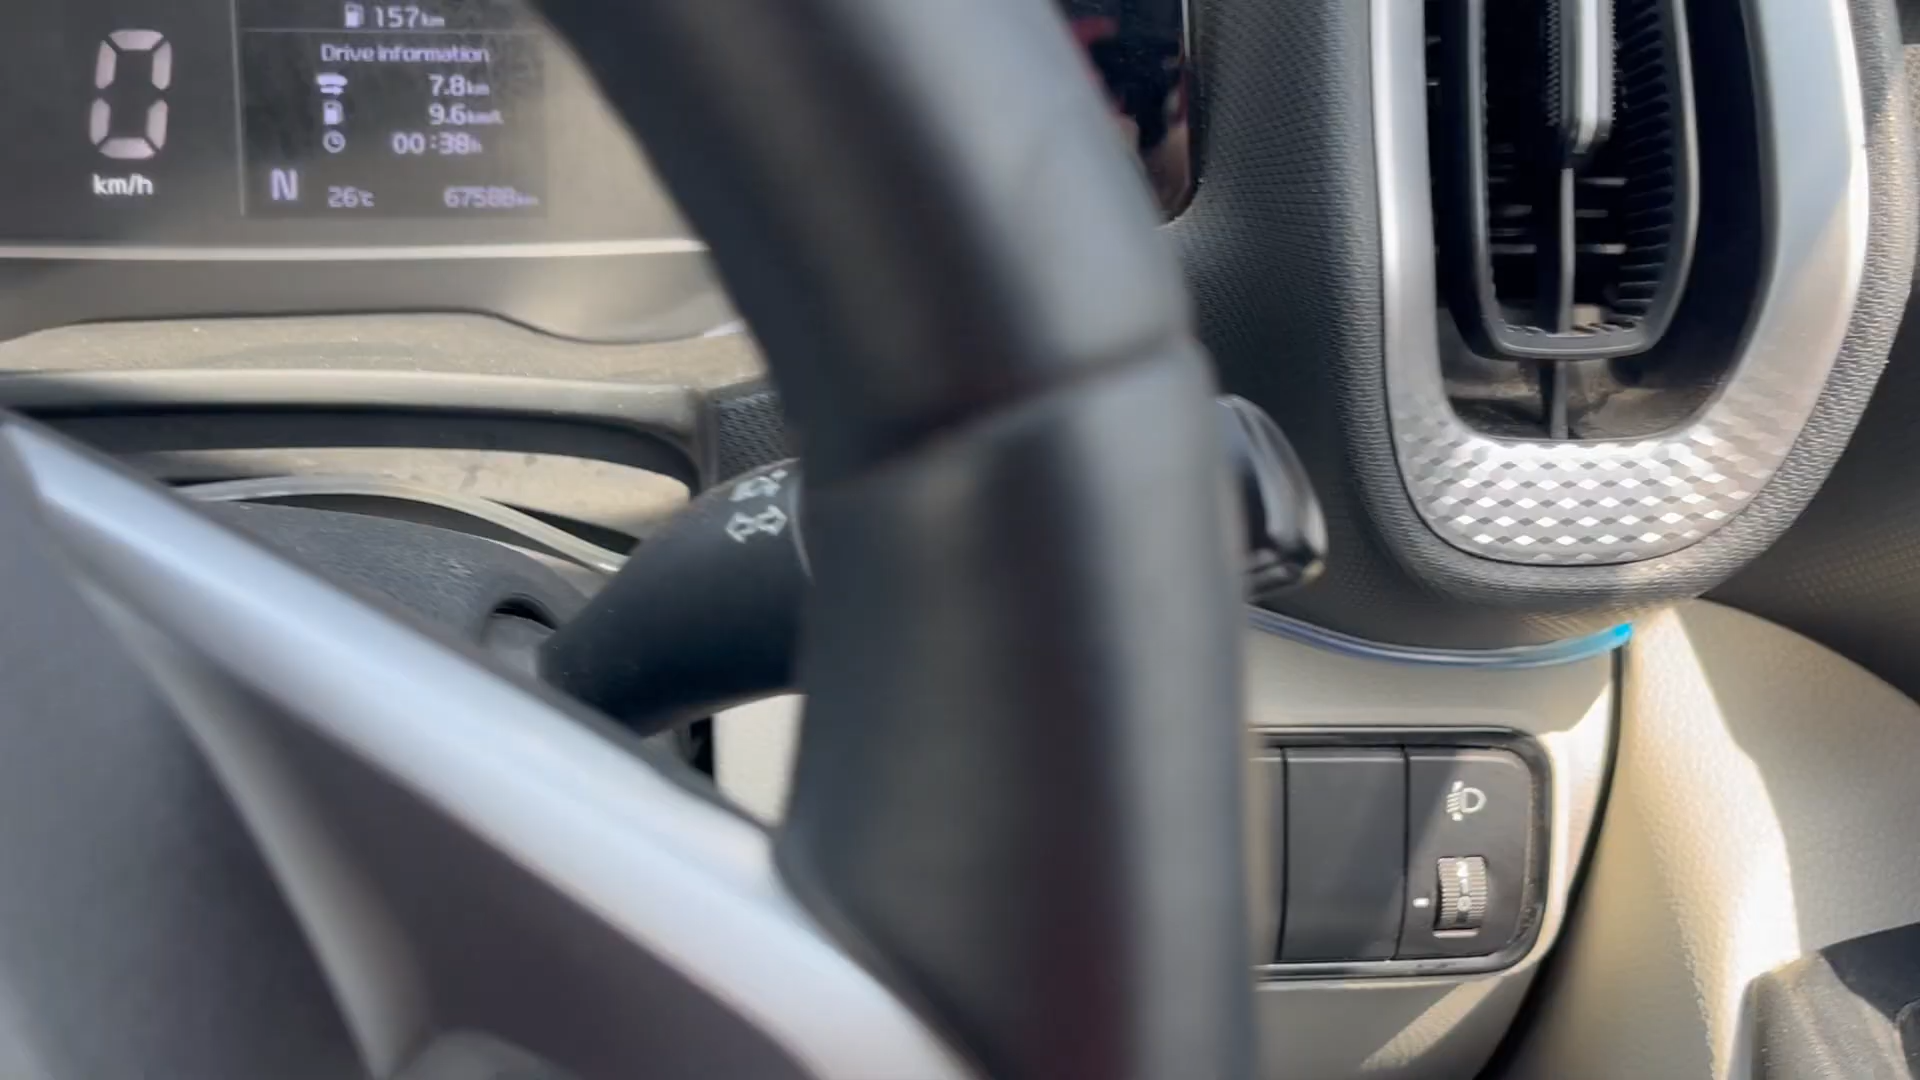 157km
0
km/h
Drive information
7.8km
9.6km/L
00:38h
N
26°C
67588km